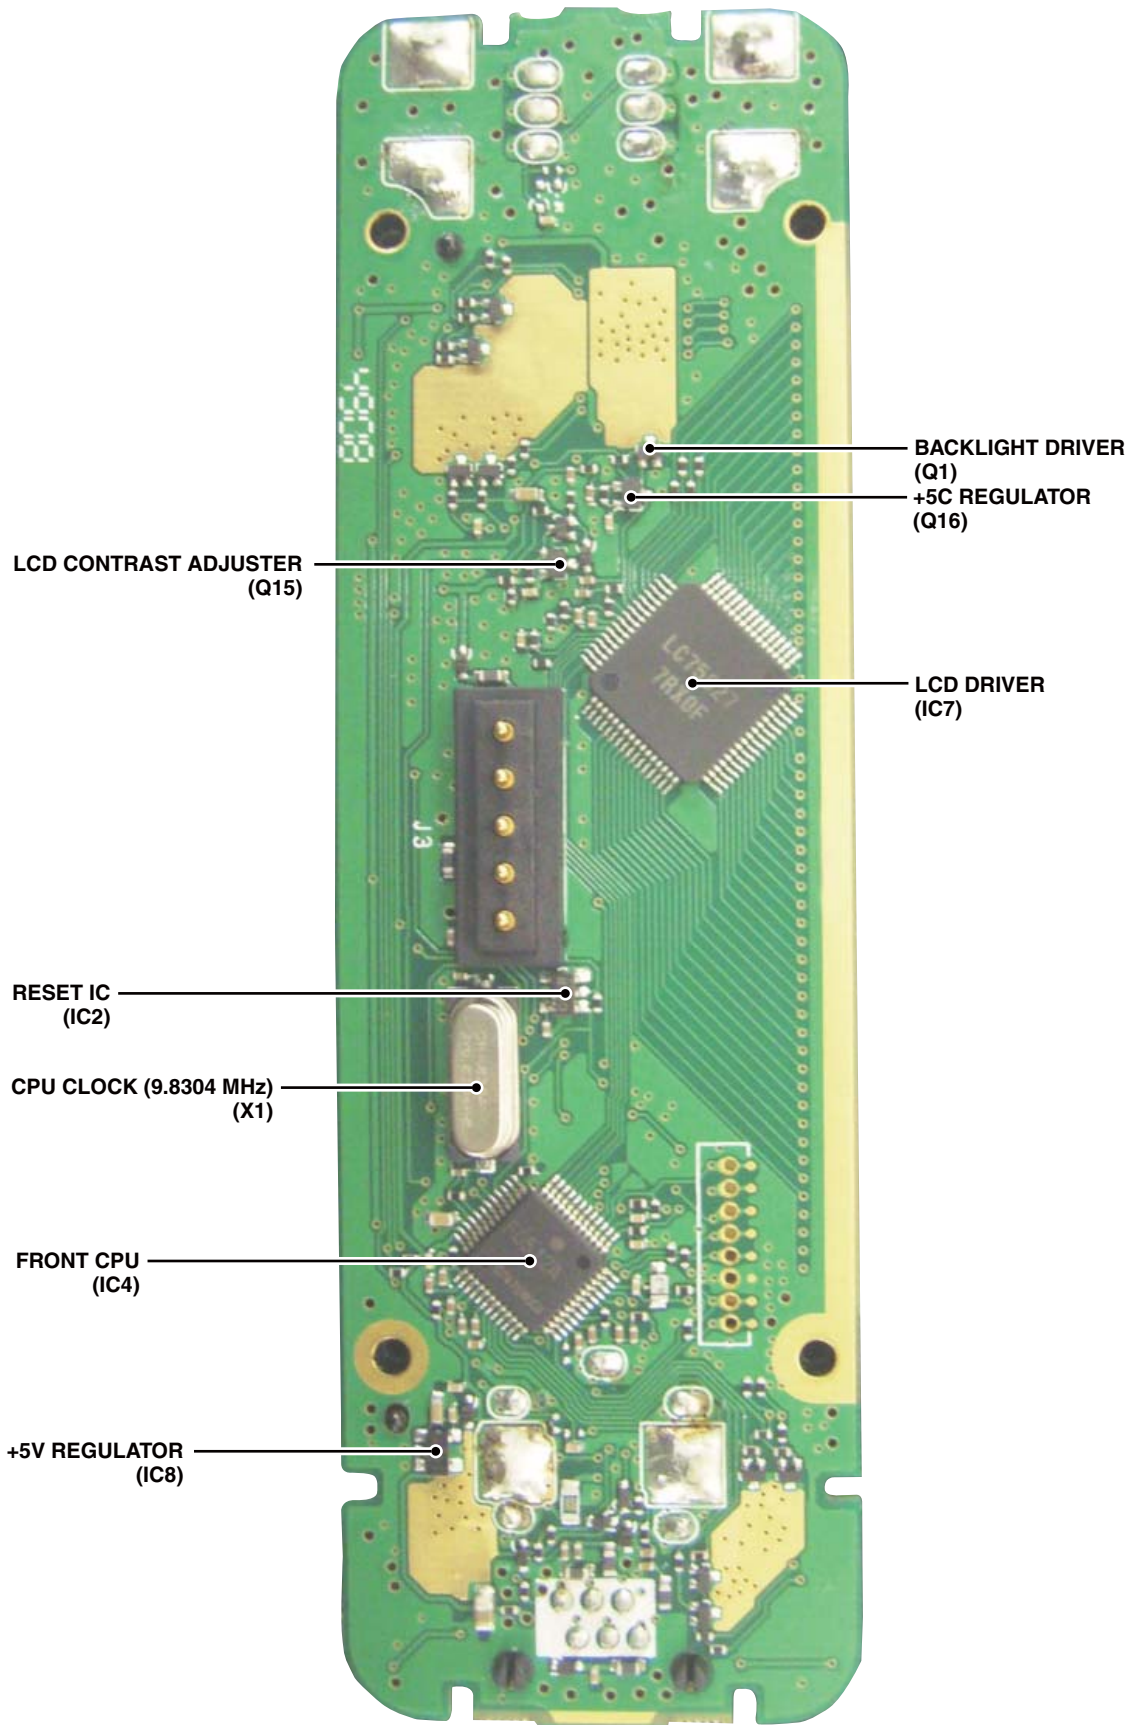 BACKLIGHT DRIVER
(Q1)
+5C REGULATOR
(Q16)
LCD CONTRAST ADJUSTER
(Q15)
LCD DRIVER
(IC7)
7RX0F
J3
RESET IC
(IC2)
CPU CLOCK (9.8304 MHz)
(X1)
FRONT CPU
(IC4)
+5V REGULATOR
(IC8)